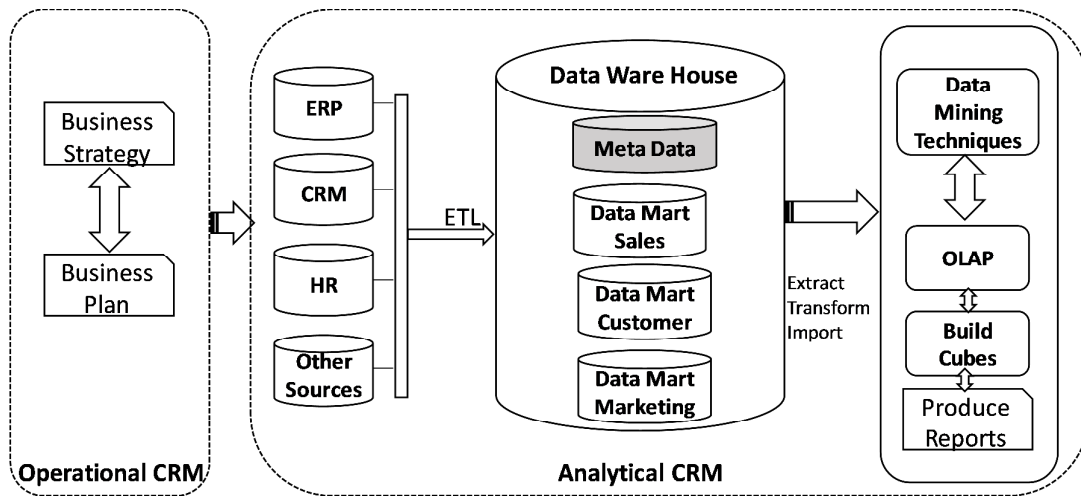 Business
Strategy
Business
Plan
Operational CRM
ERP
CRM
HR
Other
Sources
ETL
Data Ware House
Meta Data
Data Mart
Sales
Data Mart
Customer
Data Mart
Marketing
Analytical CRM
Extract
Transform
Import
Data
Mining
Techniques
OLAP
Build
Cubes
Produce
Reports